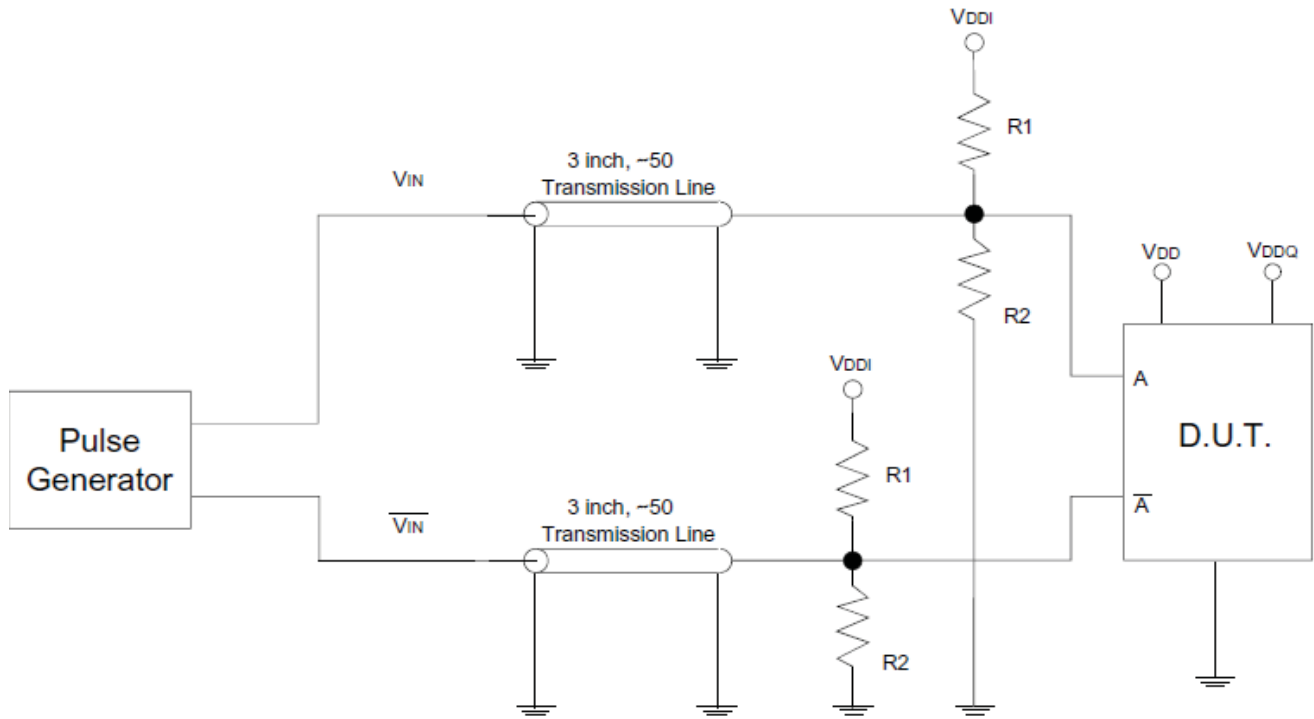 VDDI
R1
3 inch, ~50
Transmission Line
VIN
VDD
VDDQ
R2
A
VDDI
D.U.T.
Pulse
Generator
R1
3 inch, ~50
Transmission Line
V̅I̅N̅
A̅
R2